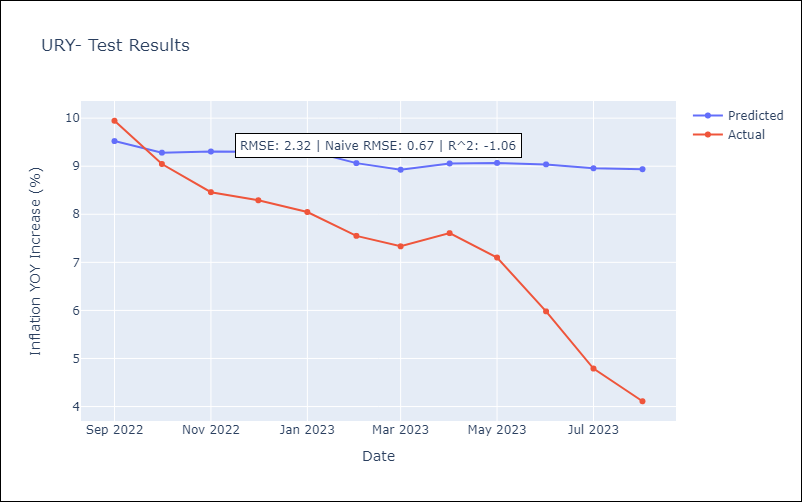 URY- Test Results
Predicted
Actual
RMSE: 2.32 | Naive RMSE: 0.67 | R^2: -1.06
Inflation YOY Increase (%)
10
9
8
7
6
5
4
Sep 2022
Nov 2022
Jan 2023
Mar 2023
May 2023
Jul 2023
Date